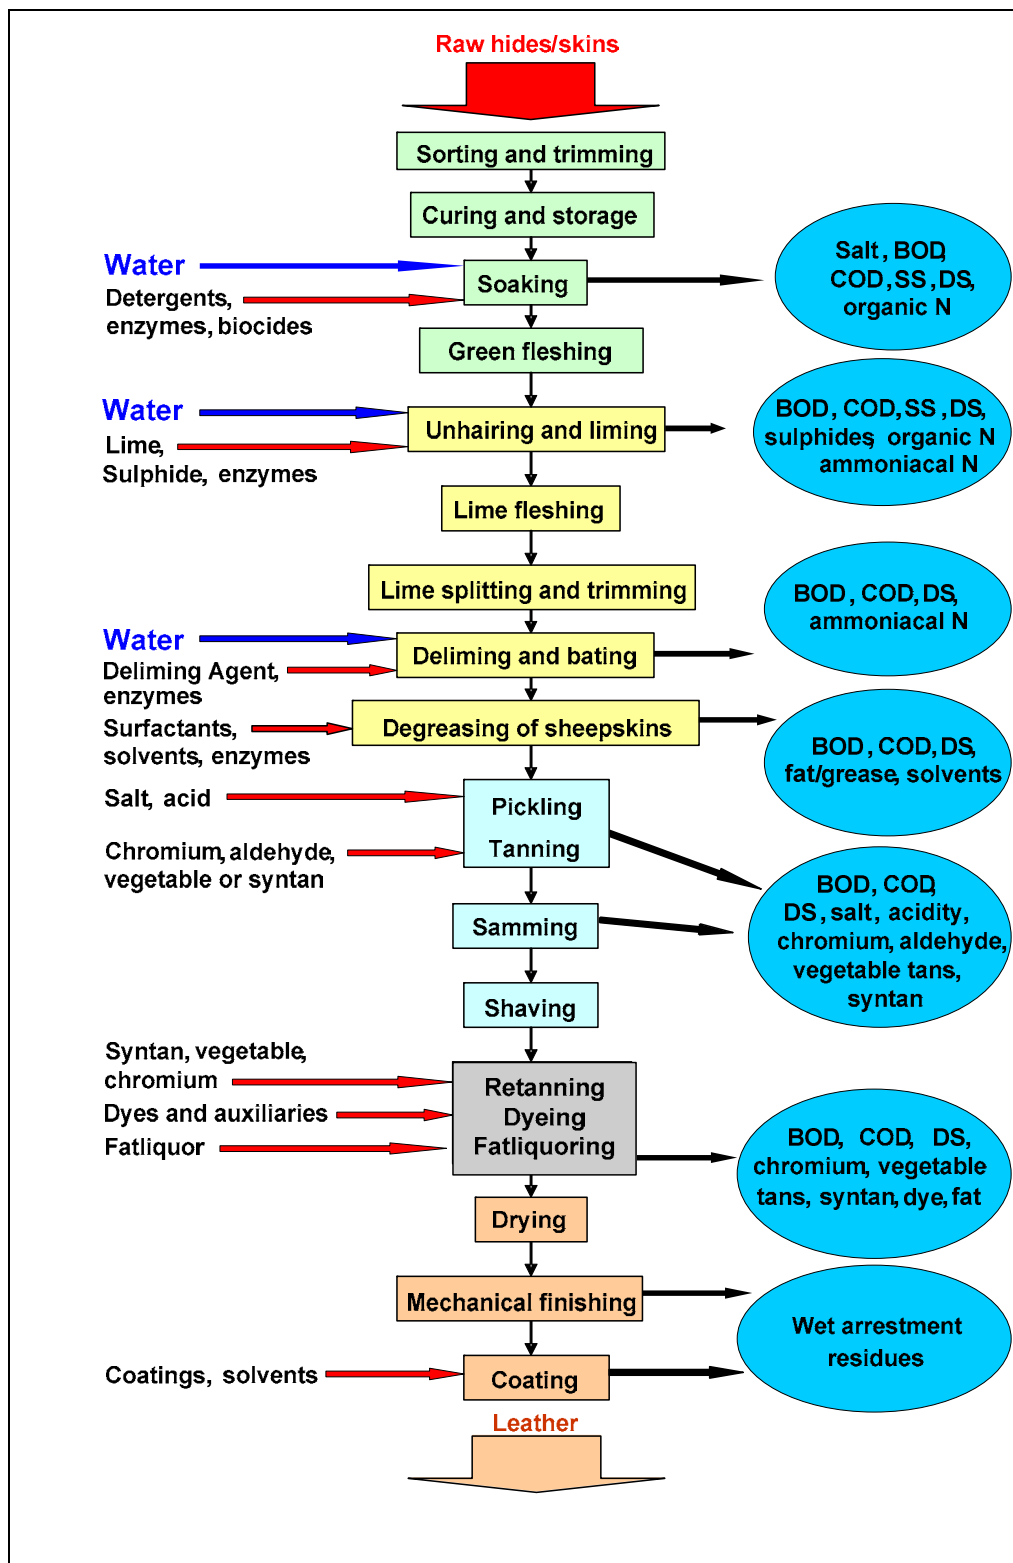 Raw hides/skins
Sorting and trimming
Curing and storage
Water
Detergents,
enzymes, biocides
Soaking
Salt, BOD,
COD, SS, DS,
organic N
Green fleshing
Water
Lime,
Sulphide, enzymes
Unhairing and liming
BOD, COD, SS, DS,
sulphides, organic N
ammoniacal N
Lime fleshing
Lime splitting and trimming
Water
Deliming Agent,
enzymes
Deliming and bating
BOD, COD, DS,
ammoniacal N
Surfactants,
solvents, enzymes
Degreasing of sheepskins
BOD, COD, DS,
fat/grease, solvents
Salt, acid
Pickling
Chromium, aldehyde,
vegetable or syntan
Tanning
Samming
BOD, COD,
DS, salt, acidity,
chromium, aldehyde,
vegetable tans,
syntan
Shaving
Syntan, vegetable,
chromium
Dyes and auxiliaries
Fatliquor
Retanning
Dyeing
Fatliquoring
BOD, COD, DS,
chromium, vegetable
tans, syntan, dye, fat
Drying
Mechanical finishing
Wet arrestment
residues
Coatings, solvents
Coating
Leather